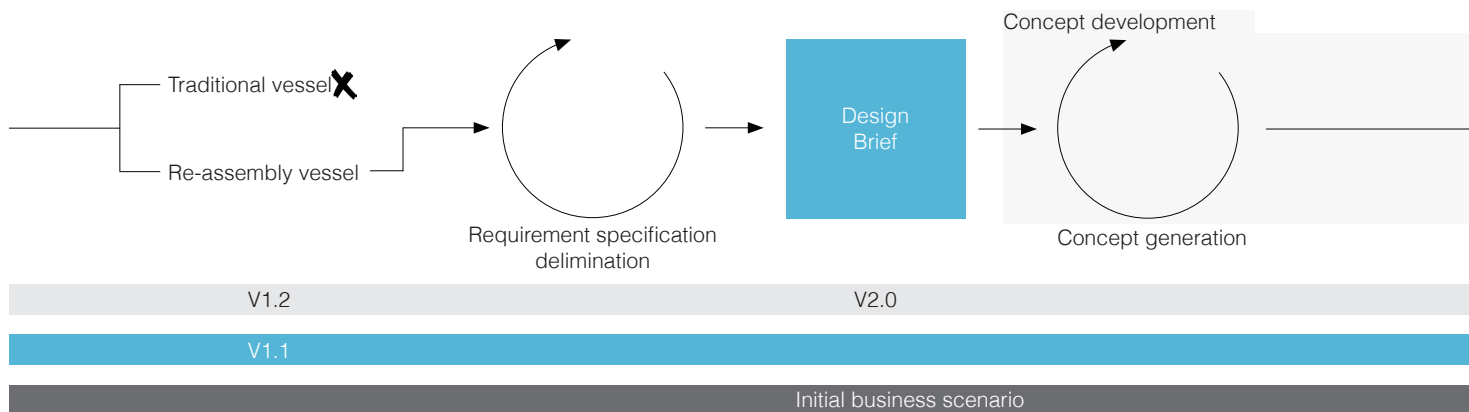 Concept development
Traditional vessel
Design
Brief
Re-assembly vessel
Requirement specification
delimination
Concept generation
V1.2
V2.0
V1.1
Initial business scenario